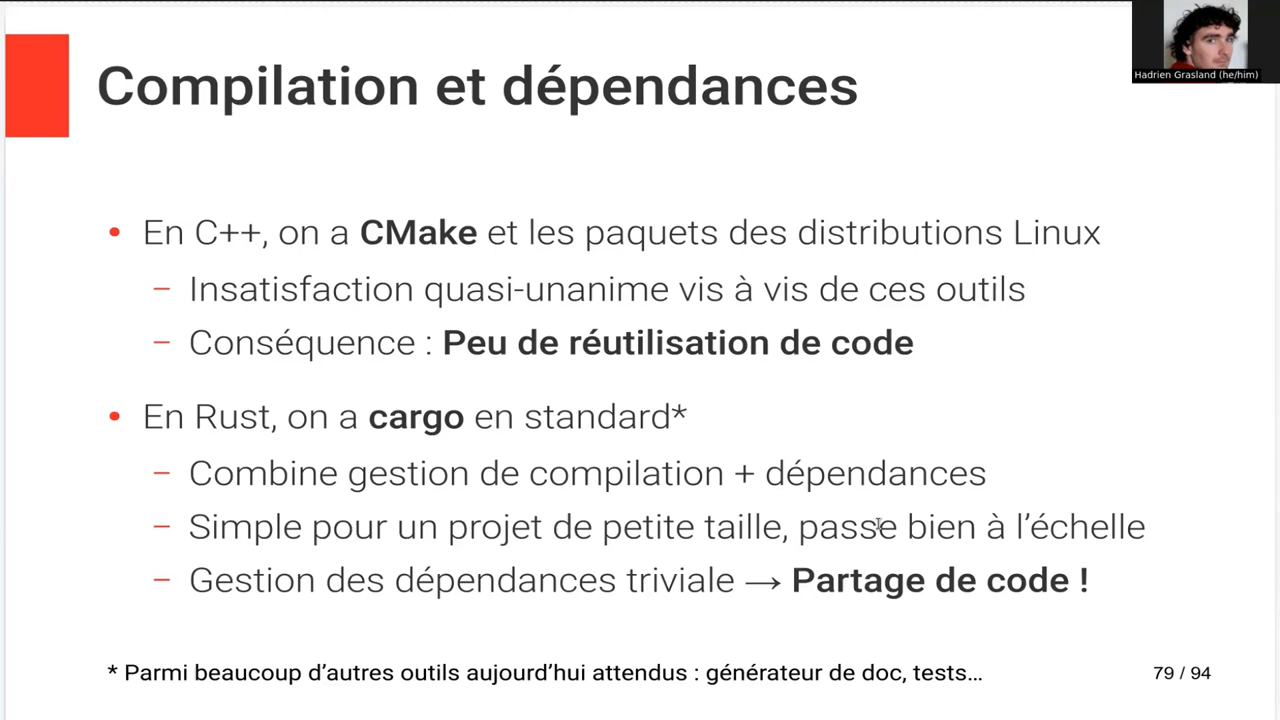 Hadrien Grasland (he/him)
Compilation et dépendances
• En C++, on a CMake et les paquets des distributions Linux
– Insatisfaction quasi-unanime vis à vis de ces outils
– Conséquence : Peu de réutilisation de code
• En Rust, on a cargo en standard*
– Combine gestion de compilation + dépendances
– Simple pour un projet de petite taille, passe bien à l’échelle
– Gestion des dépendances triviale → Partage de code !
* Parmi beaucoup d’autres outils aujourd’hui attendus : générateur de doc, tests…
79 / 94